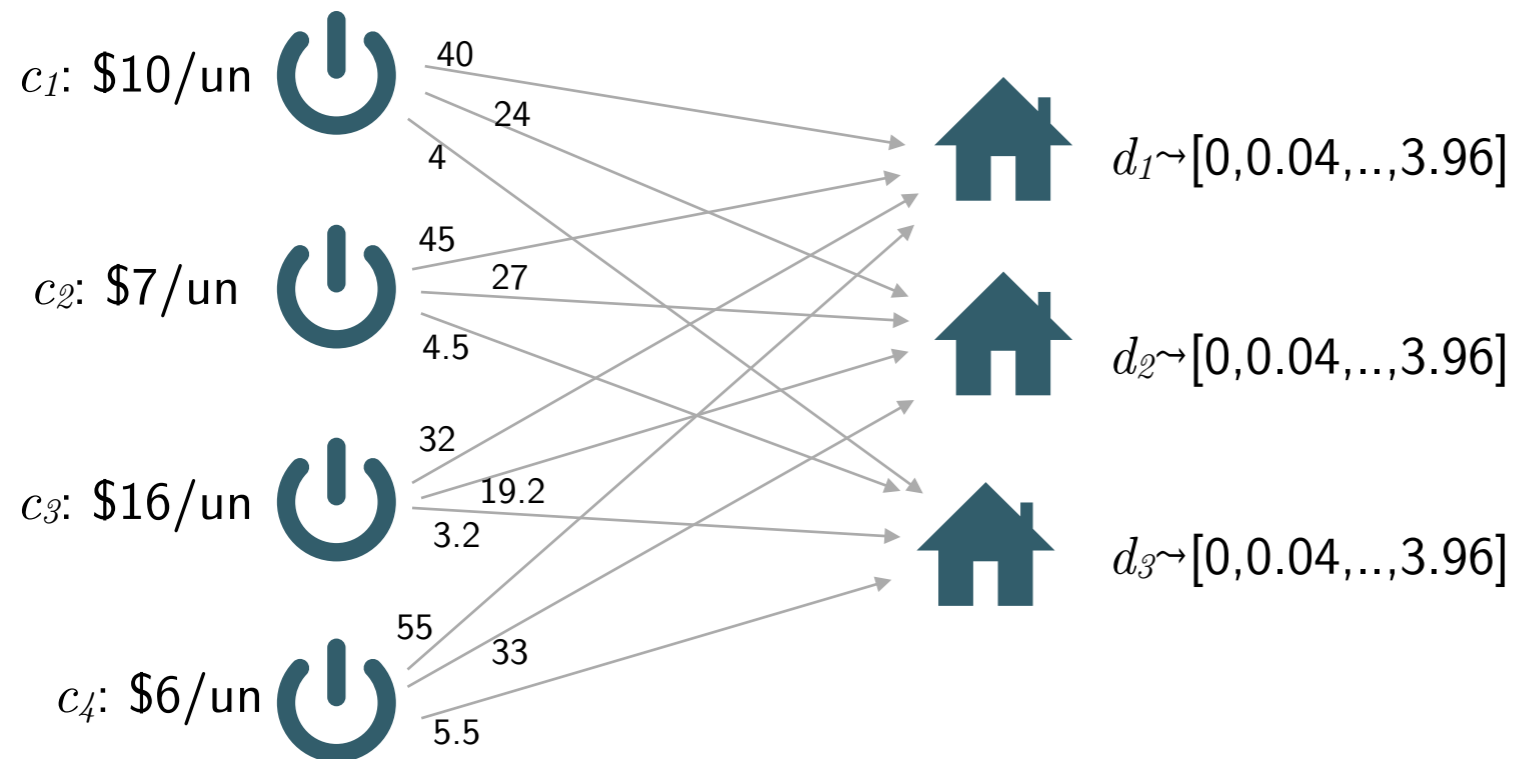 c1: $10/un
40
24
4
d1⤳[0,0.04,..,3.96]
c2: $7/un
45
27
4.5
d2⤳[0,0.04,..,3.96]
c3: $16/un
32
19.2
3.2
d3⤳[0,0.04,..,3.96]
c4: $6/un
55
33
5.5